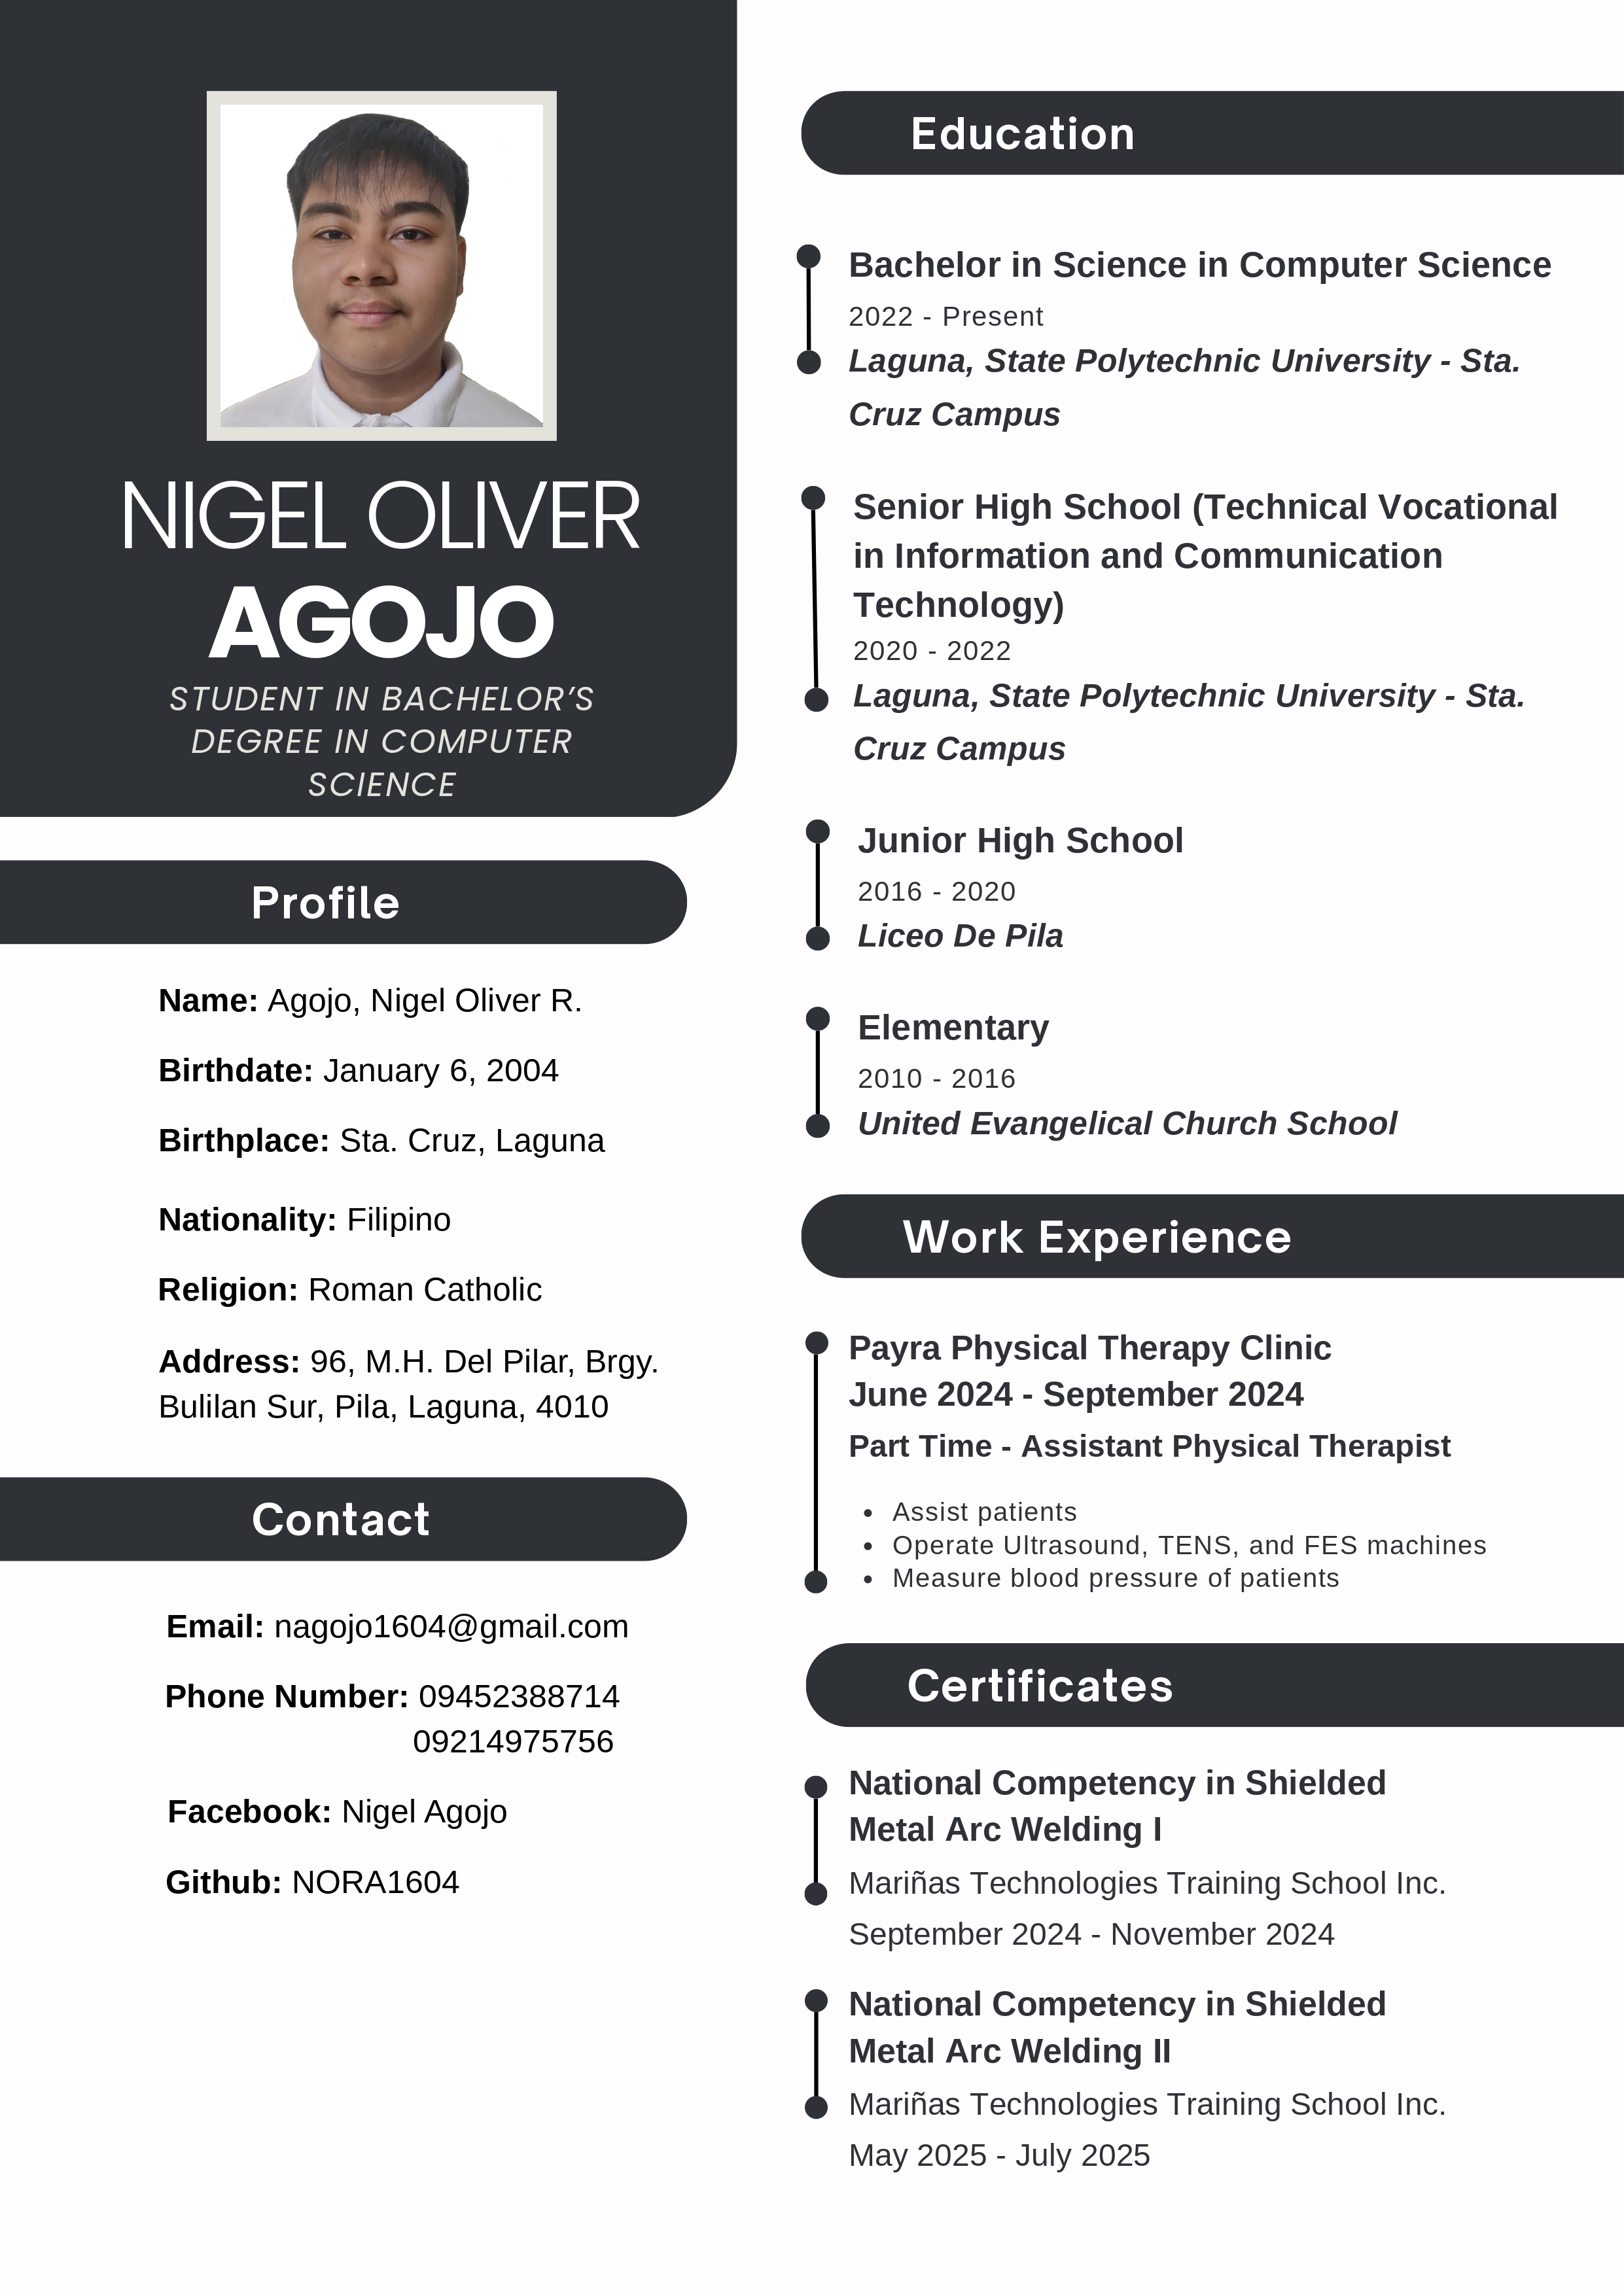 NIGEL OLIVER
AGOJO
STUDENT IN BACHELOR’S
DEGREE IN COMPUTER
SCIENCE
Profile
Name: Agojo, Nigel Oliver R.
Birthdate: January 6, 2004
Birthplace: Sta. Cruz, Laguna
Nationality: Filipino
Religion: Roman Catholic
Address: 96, M.H. Del Pilar, Brgy.
Bulilan Sur, Pila, Laguna, 4010
Contact
Email: nagojo1604@gmail.com
Phone Number: 09452388714
09214975756
Facebook: Nigel Agojo
Github: NORA1604
Education
Bachelor in Science in Computer Science
2022 - Present
Laguna, State Polytechnic University - Sta.
Cruz Campus
Senior High School (Technical Vocational
in Information and Communication
Technology)
2020 - 2022
Laguna, State Polytechnic University - Sta.
Cruz Campus
Junior High School
2016 - 2020
Liceo De Pila
Elementary
2010 - 2016
United Evangelical Church School
Work Experience
Payra Physical Therapy Clinic
June 2024 - September 2024
Part Time - Assistant Physical Therapist
• Assist patients
• Operate Ultrasound, TENS, and FES machines
• Measure blood pressure of patients
Certificates
National Competency in Shielded
Metal Arc Welding I
Mariñas Technologies Training School Inc.
September 2024 - November 2024
National Competency in Shielded
Metal Arc Welding II
Mariñas Technologies Training School Inc.
May 2025 - July 2025